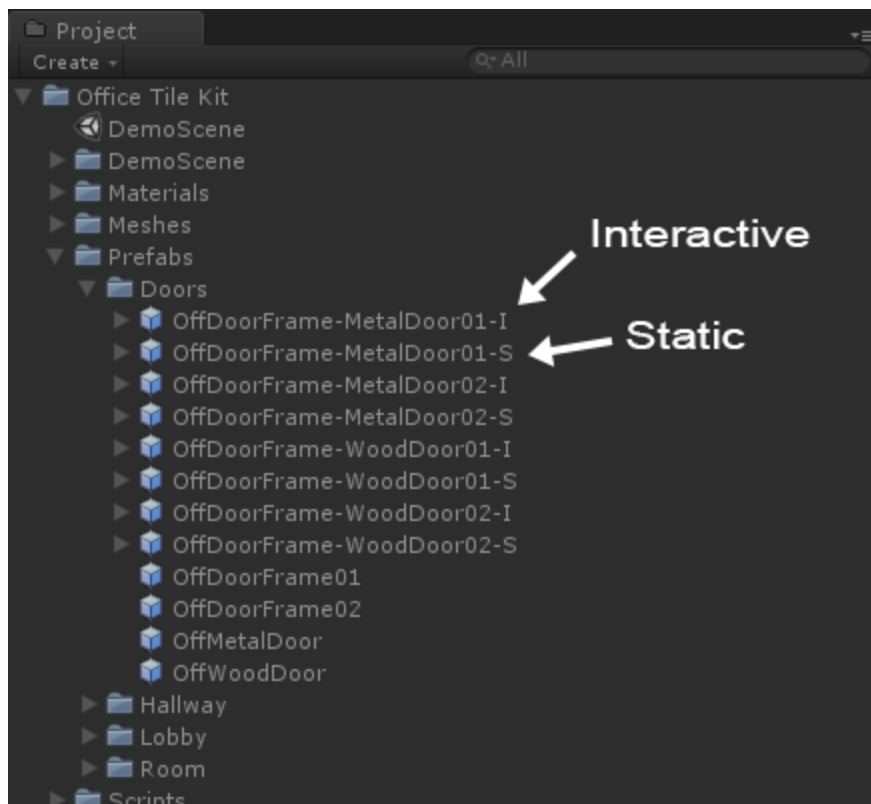 Project
Create
All
Office Tile Kit
DemoScene
DemoScene
Materials
Meshes
Interactive
Prefabs
Doors
OffDoorFrame-MetalDoor01-I
Static
OffDoorFrame-MetalDoor01-S
OffDoorFrame-MetalDoor02-I
OffDoorFrame-MetalDoor02-S
OffDoorFrame-WoodDoor01-I
OffDoorFrame-WoodDoor01-S
OffDoorFrame-WoodDoor02-I
OffDoorFrame-WoodDoor02-S
OffDoorFrame01
OffDoorFrame02
OffMetalDoor
OffWoodDoor
Hallway
Lobby
Room
Scripts